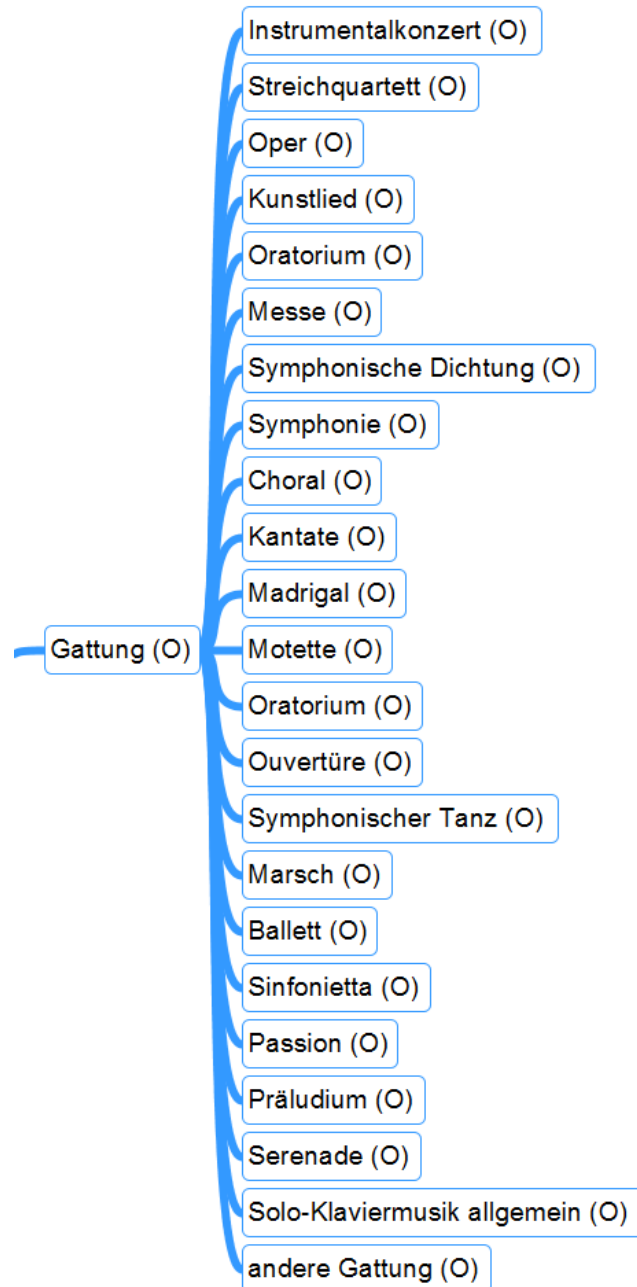 Instrumentalkonzert (O)
Streichquartett (O)
Oper (O)
Kunstlied (O)
Oratorium (O)
Messe (O)
Symphonische Dichtung (O)
Symphonie (O)
Choral (O)
Kantate (O)
Madrigal (O)
Gattung (O)
Motette (O)
Oratorium (O)
Ouvertüre (O)
Symphonischer Tanz (O)
Marsch (O)
Ballett (O)
Sinfonietta (O)
Passion (O)
Präludium (O)
Serenade (O)
Solo-Klaviermusik allgemein (O)
andere Gattung (O)